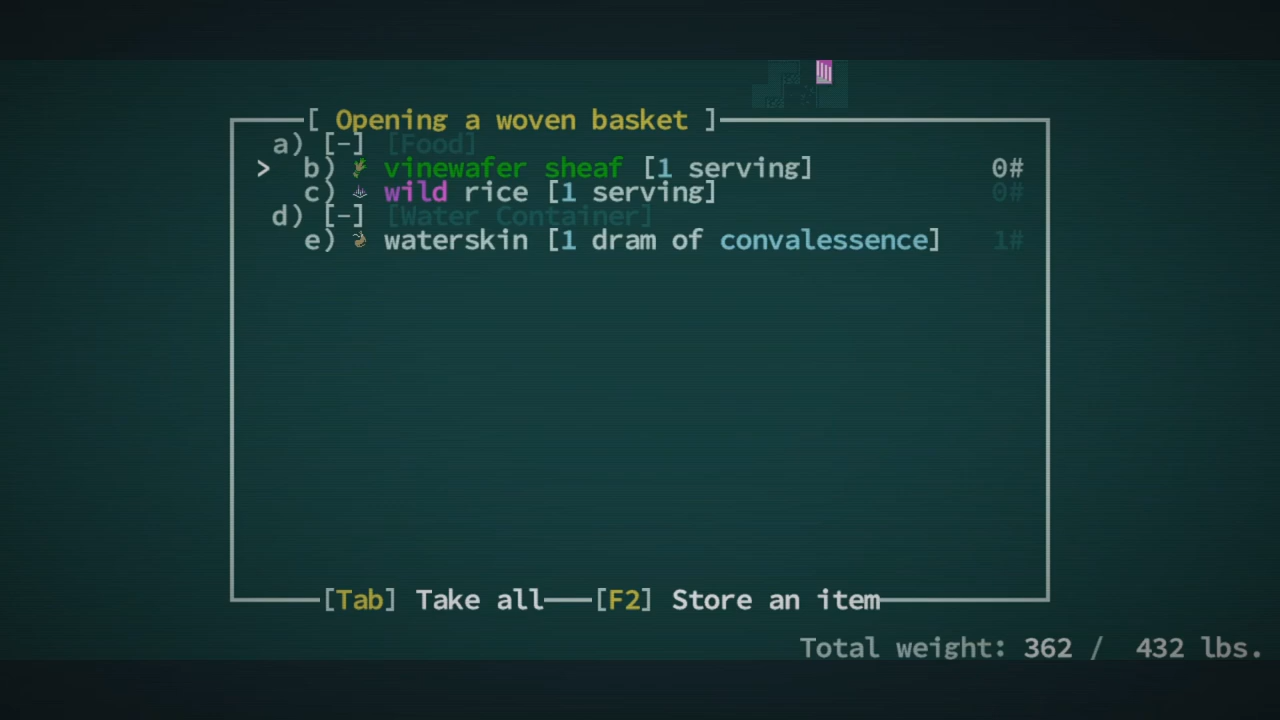 [ Opening a woven basket ]
a) [-] [Food]
> b) vinewafer sheaf [1 serving] 0#
c) wild rice [1 serving] 0#
d) [-] [Water Container]
e) waterskin [1 dram of convalessence] 1#
[Tab] Take all [F2] Store an item
Total weight: 362 / 432 lbs.